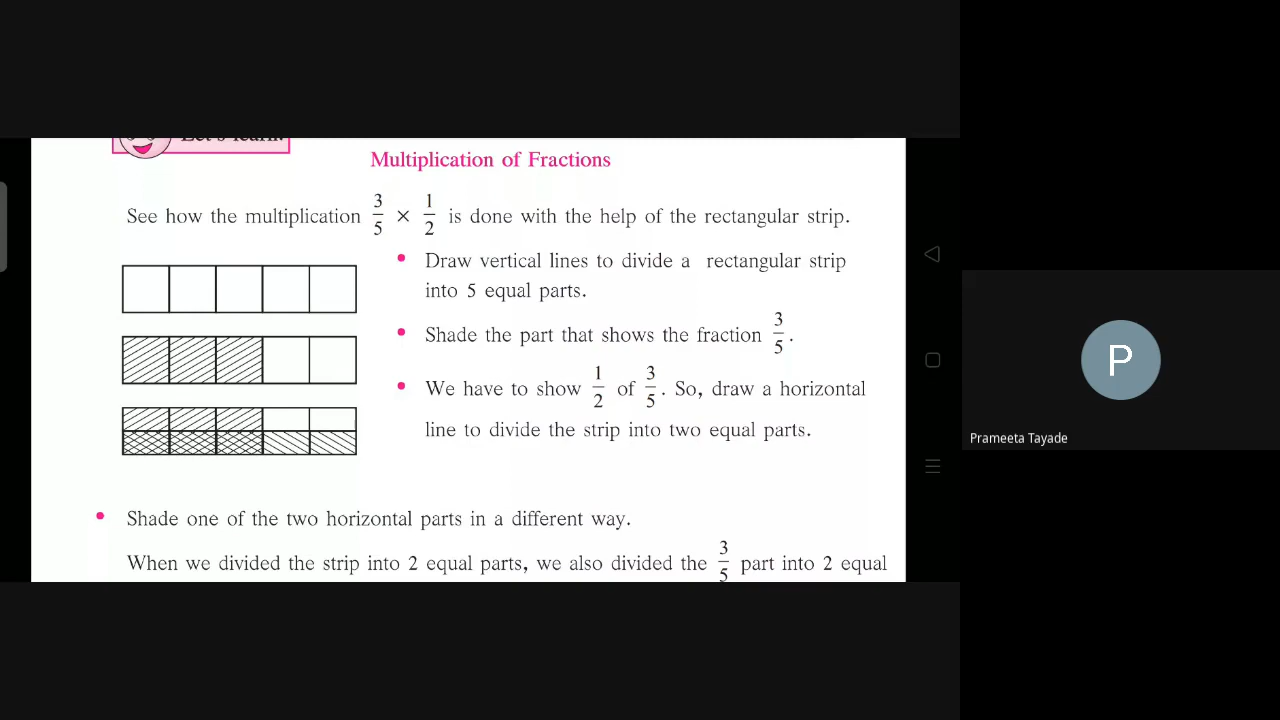 Let's learn.
Multiplication of Fractions
See how the multiplication 3/5 × 1/2 is done with the help of the rectangular strip.
• Draw vertical lines to divide a rectangular strip
into 5 equal parts.
• Shade the part that shows the fraction 3/5.
• We have to show 1/2 of 3/5. So, draw a horizontal
line to divide the strip into two equal parts.
• Shade one of the two horizontal parts in a different way.
When we divided the strip into 2 equal parts, we also divided the 3/5 part into 2 equal
P
Prameeta Tayade